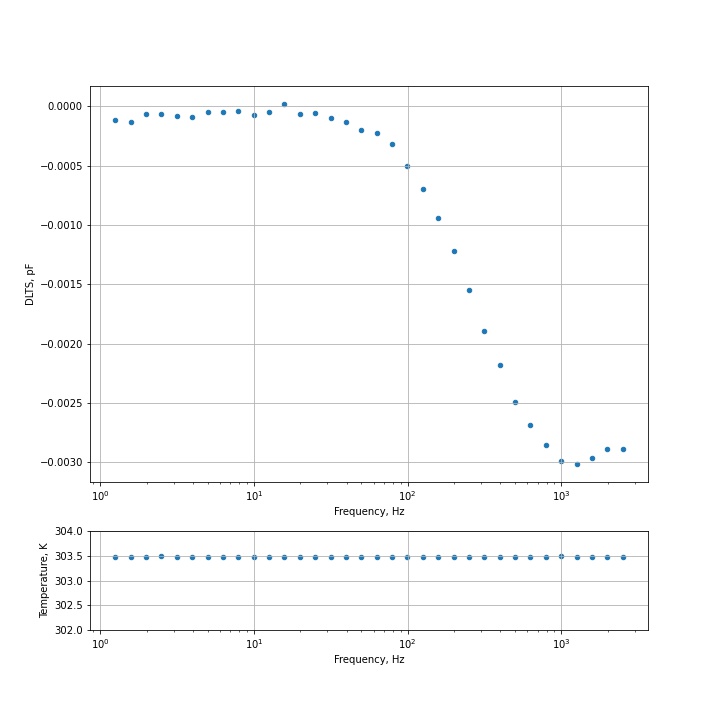 0.0000
−0.0005
−0.0010
−0.0015
−0.0020
−0.0025
−0.0030
DLTS, pF
10⁰ 10¹ 10² 10³
Frequency, Hz
304.0
303.5
303.0
302.5
302.0
Temperature, K
10⁰ 10¹ 10² 10³
Frequency, Hz